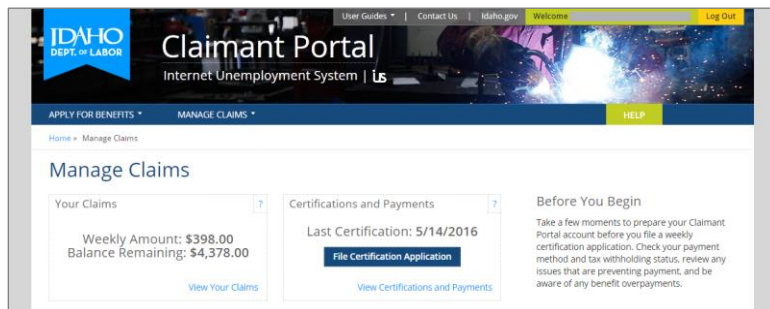 User Guides | Contact Us | Idaho.gov Welcome Log Out
IDAHO
DEPT. OF LABOR
Claimant Portal
Internet Unemployment System | iUS
APPLY FOR BENEFITS MANAGE CLAIMS HELP
Home » Manage Claims
Manage Claims
Your Claims ?
Weekly Amount: $398.00
Balance Remaining: $4,378.00
View Your Claims
Certifications and Payments ?
Last Certification: 5/14/2016
File Certification Application
View Certifications and Payments
Before You Begin
Take a few moments to prepare your Claimant
Portal account before you file a weekly
certification application. Check your payment
method and tax withholding status, review any
issues that are preventing payment, and be
aware of any benefit overpayments.